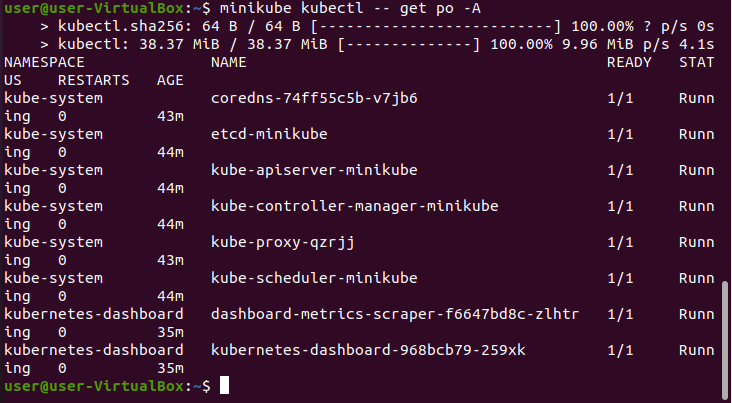 user@user-VirtualBox:~$ minikube kubectl -- get po -A
    > kubectl.sha256: 64 B / 64 B [--------------------------] 100.00% ? p/s 0s
    > kubectl: 38.37 MiB / 38.37 MiB [--------------] 100.00% 9.96 MiB p/s 4.1s
NAMESPACE              NAME                                        READY   STAT
US    RESTARTS   AGE
kube-system            coredns-74ff55c5b-v7jb6                     1/1     Runn
ing   0          43m
kube-system            etcd-minikube                               1/1     Runn
ing   0          44m
kube-system            kube-apiserver-minikube                     1/1     Runn
ing   0          44m
kube-system            kube-controller-manager-minikube            1/1     Runn
ing   0          44m
kube-system            kube-proxy-qzrjj                            1/1     Runn
ing   0          43m
kube-system            kube-scheduler-minikube                     1/1     Runn
ing   0          44m
kubernetes-dashboard   dashboard-metrics-scraper-f6647bd8c-zlhtr   1/1     Runn
ing   0          35m
kubernetes-dashboard   kubernetes-dashboard-968bcb79-259xk         1/1     Runn
ing   0          35m
user@user-VirtualBox:~$